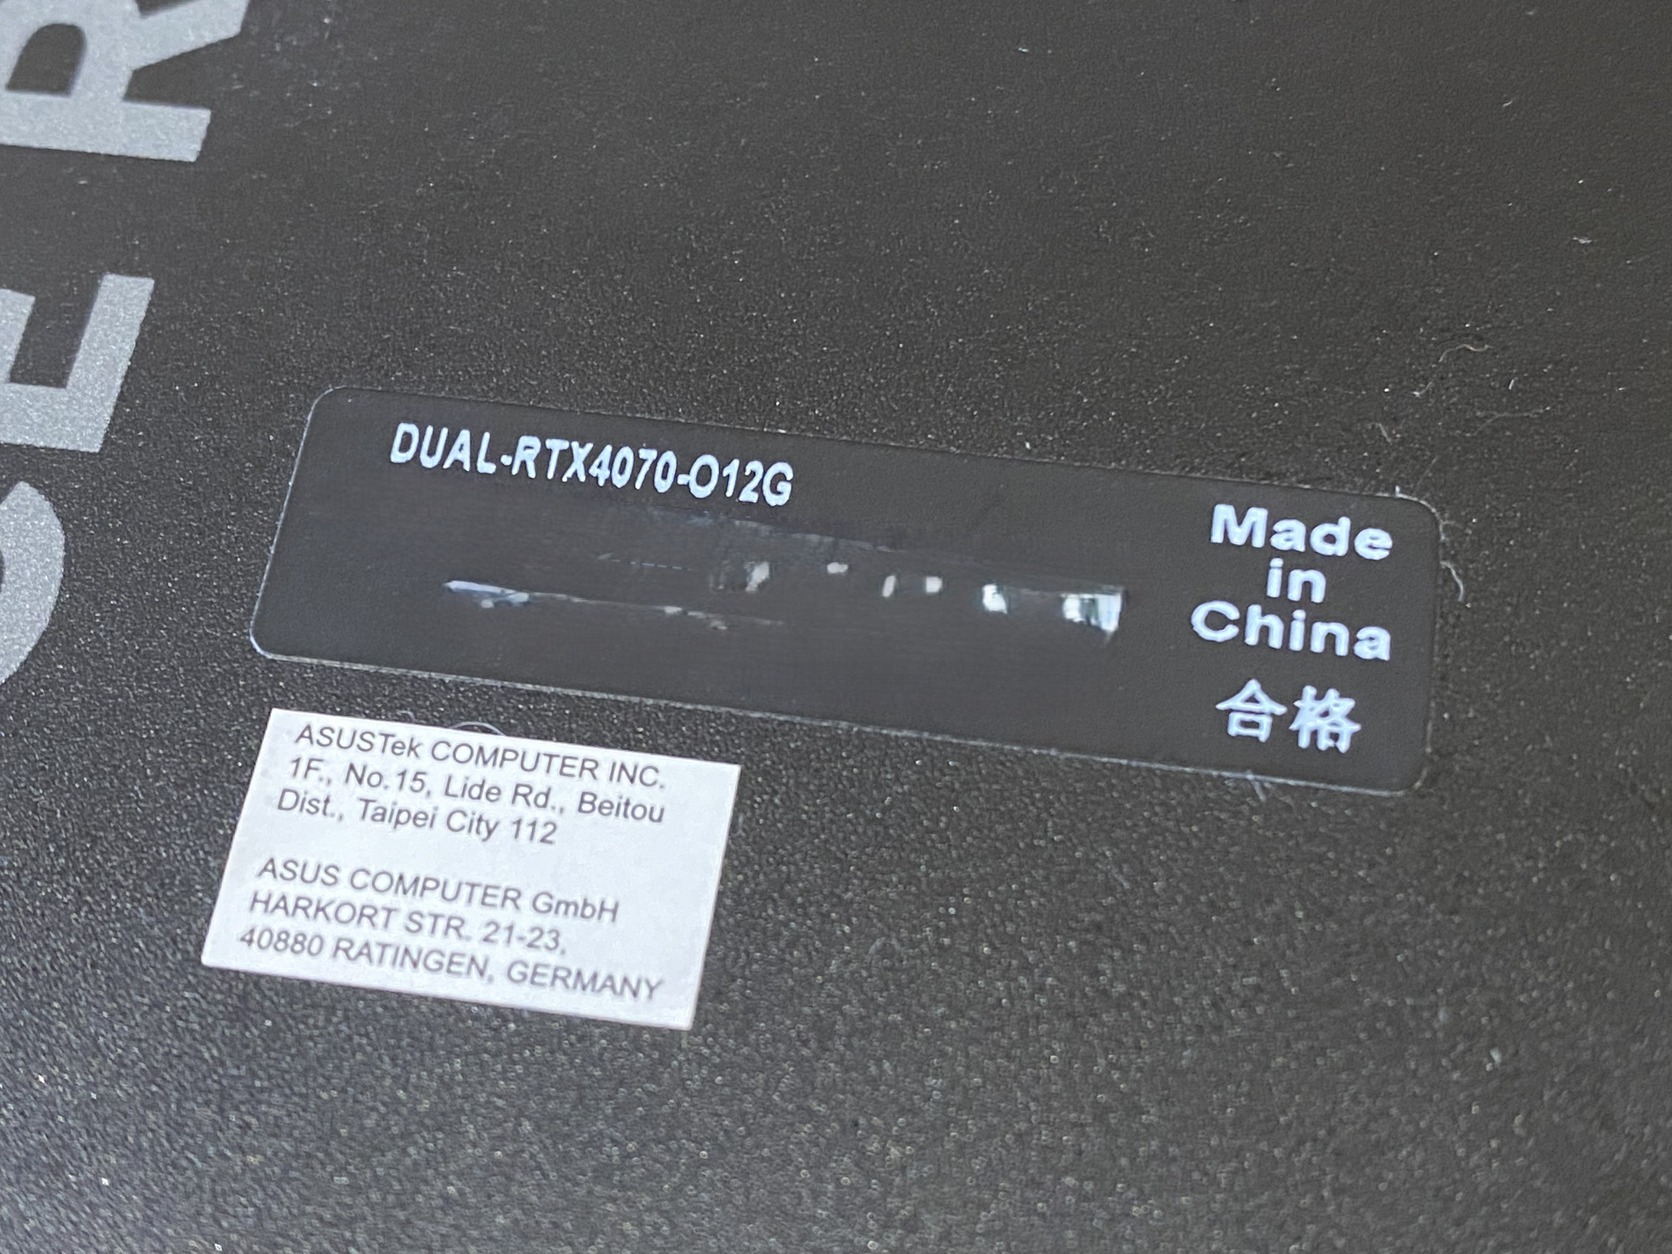 DUAL-RTX4070-O12G
Made
in
China
合格
ASUSTek COMPUTER INC.
1F., No.15, Lide Rd., Beitou
Dist., Taipei City 112
ASUS COMPUTER GmbH
HARKORT STR. 21-23,
40880 RATINGEN, GERMANY